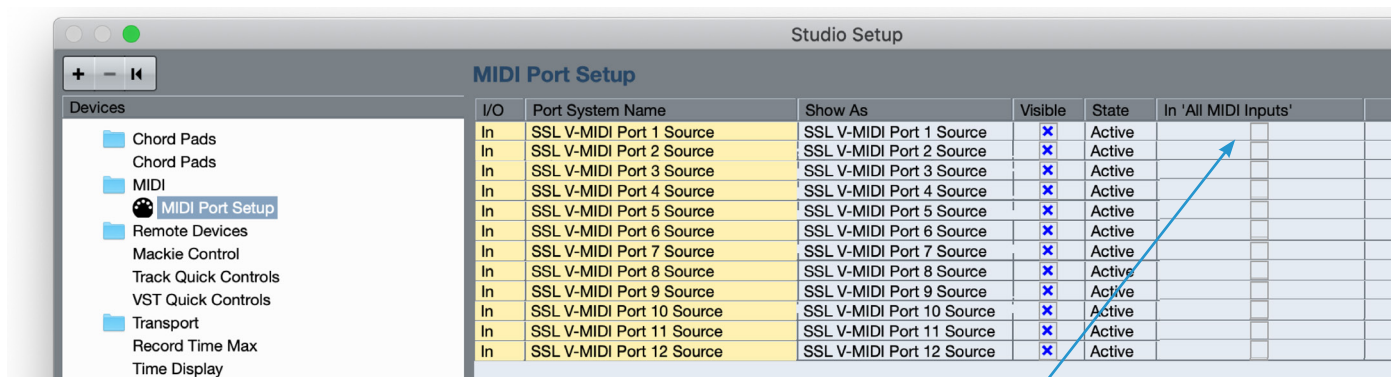 Studio Setup
+ −
MIDI Port Setup
Devices
Chord Pads
Chord Pads
MIDI
MIDI Port Setup
Remote Devices
Mackie Control
Track Quick Controls
VST Quick Controls
Transport
Record Time Max
Time Display
I/O Port System Name Show As Visible State In 'All MIDI Inputs'
In SSL V-MIDI Port 1 Source SSL V-MIDI Port 1 Source Active
In SSL V-MIDI Port 2 Source SSL V-MIDI Port 2 Source Active
In SSL V-MIDI Port 3 Source SSL V-MIDI Port 3 Source Active
In SSL V-MIDI Port 4 Source SSL V-MIDI Port 4 Source Active
In SSL V-MIDI Port 5 Source SSL V-MIDI Port 5 Source Active
In SSL V-MIDI Port 6 Source SSL V-MIDI Port 6 Source Active
In SSL V-MIDI Port 7 Source SSL V-MIDI Port 7 Source Active
In SSL V-MIDI Port 8 Source SSL V-MIDI Port 8 Source Active
In SSL V-MIDI Port 9 Source SSL V-MIDI Port 9 Source Active
In SSL V-MIDI Port 10 Source SSL V-MIDI Port 10 Source Active
In SSL V-MIDI Port 11 Source SSL V-MIDI Port 11 Source Active
In SSL V-MIDI Port 12 Source SSL V-MIDI Port 12 Source Active